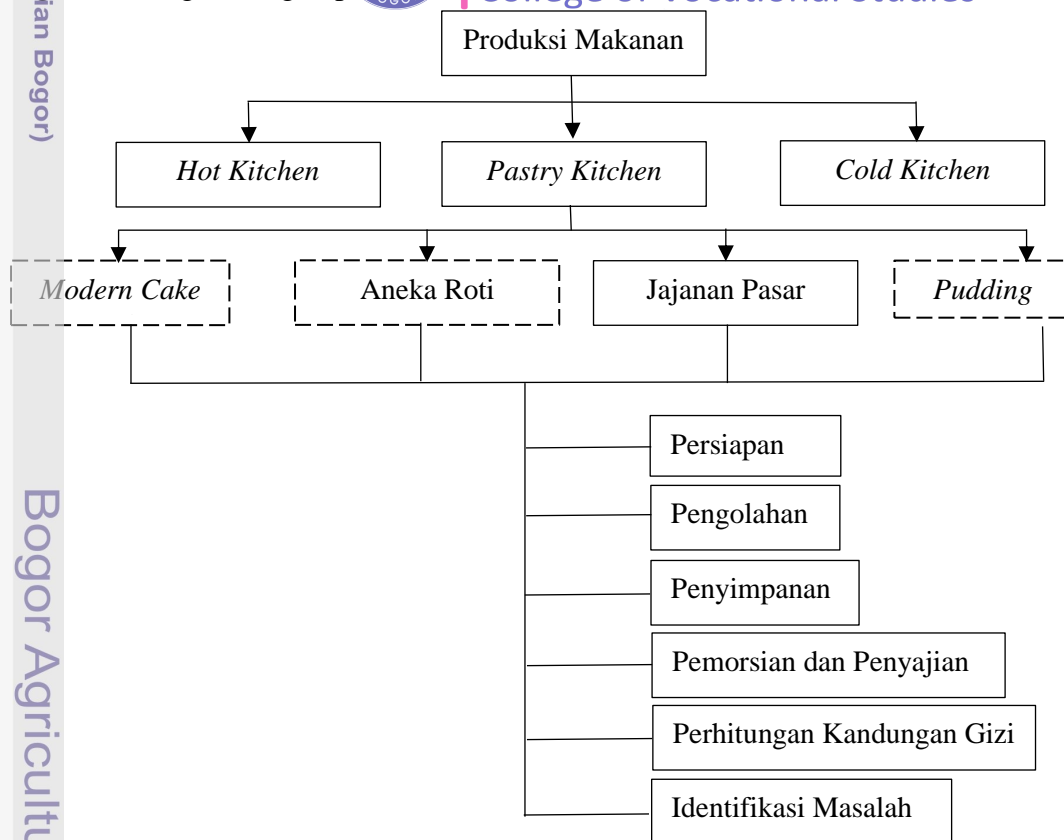 College of Vocational Studies
Produksi Makanan
Hot Kitchen
Pastry Kitchen
Cold Kitchen
Modern Cake
Aneka Roti
Jajanan Pasar
Pudding
Persiapan
Pengolahan
Penyimpanan
Pemorsian dan Penyajian
Perhitungan Kandungan Gizi
Identifikasi Masalah
Bogor)
Bogor